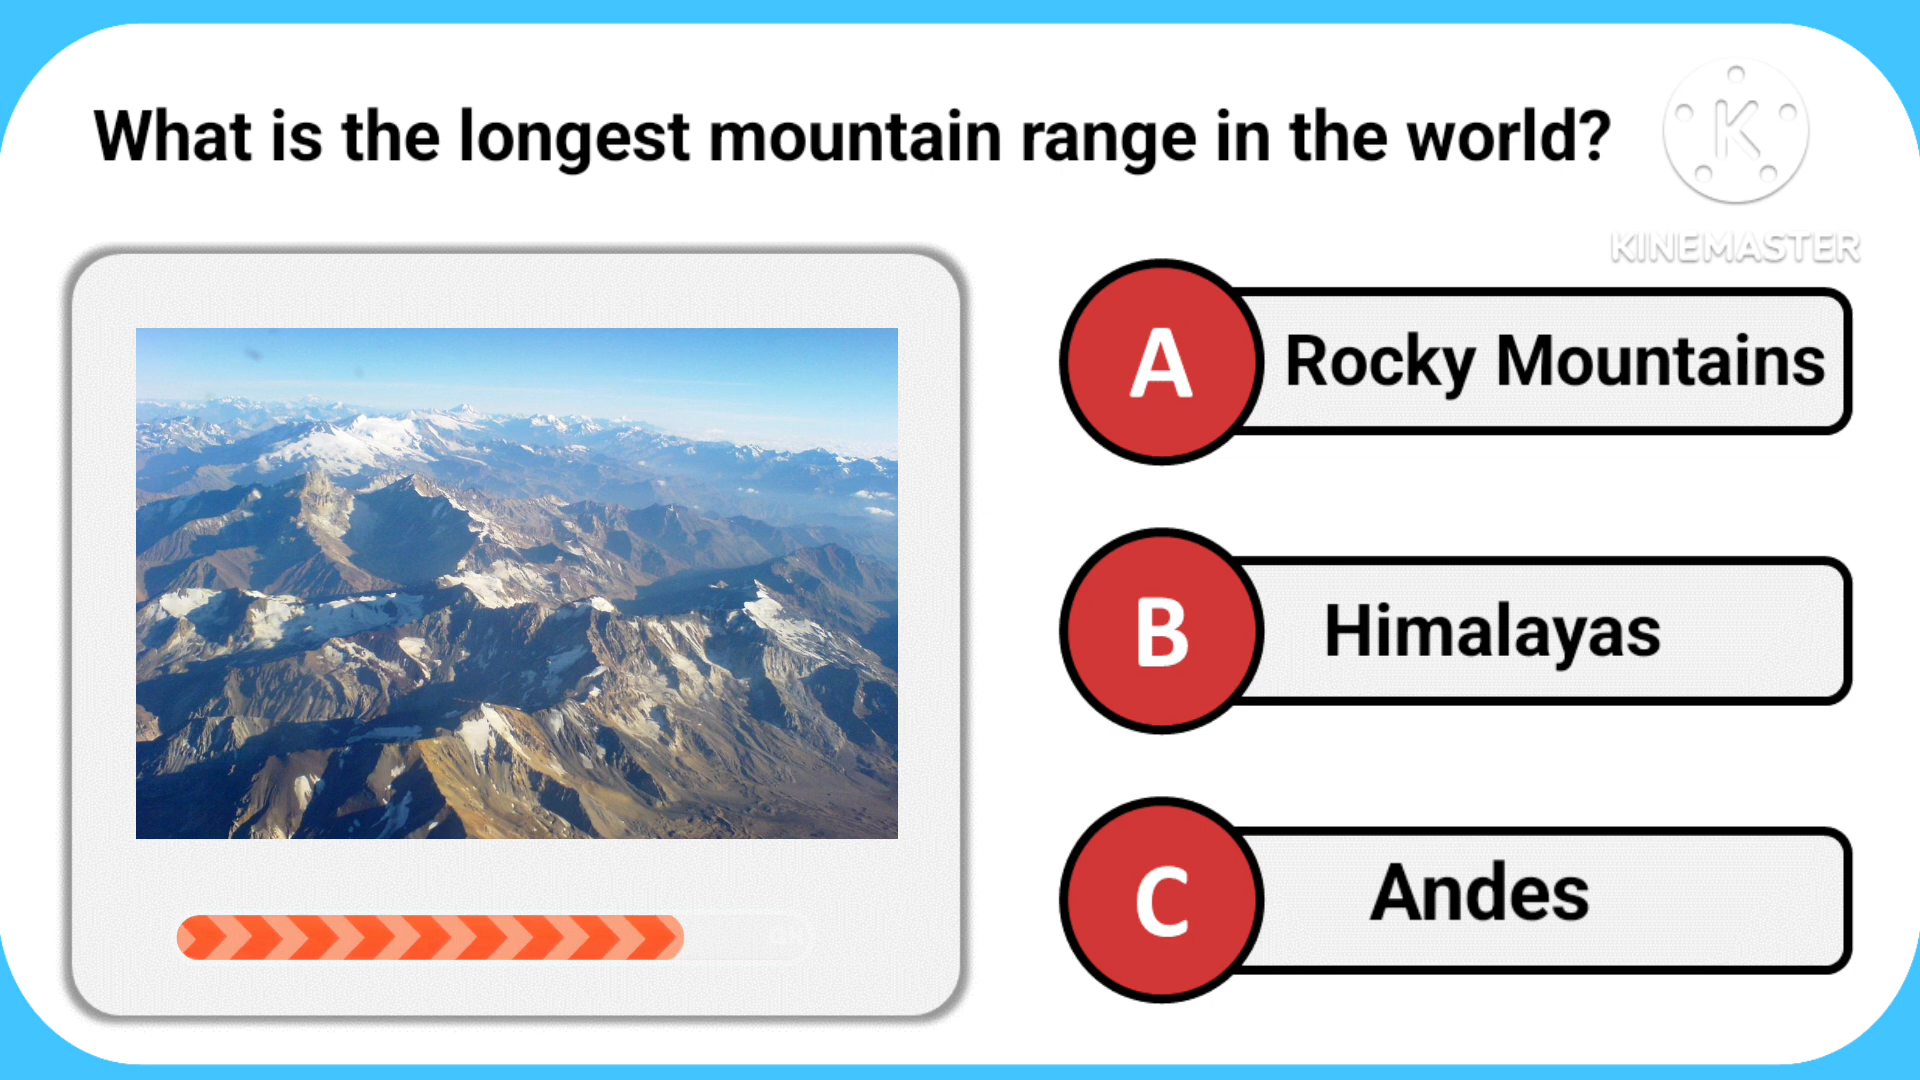 What is the longest mountain range in the world?
K
KINEMASTER
A Rocky Mountains
B Himalayas
C Andes